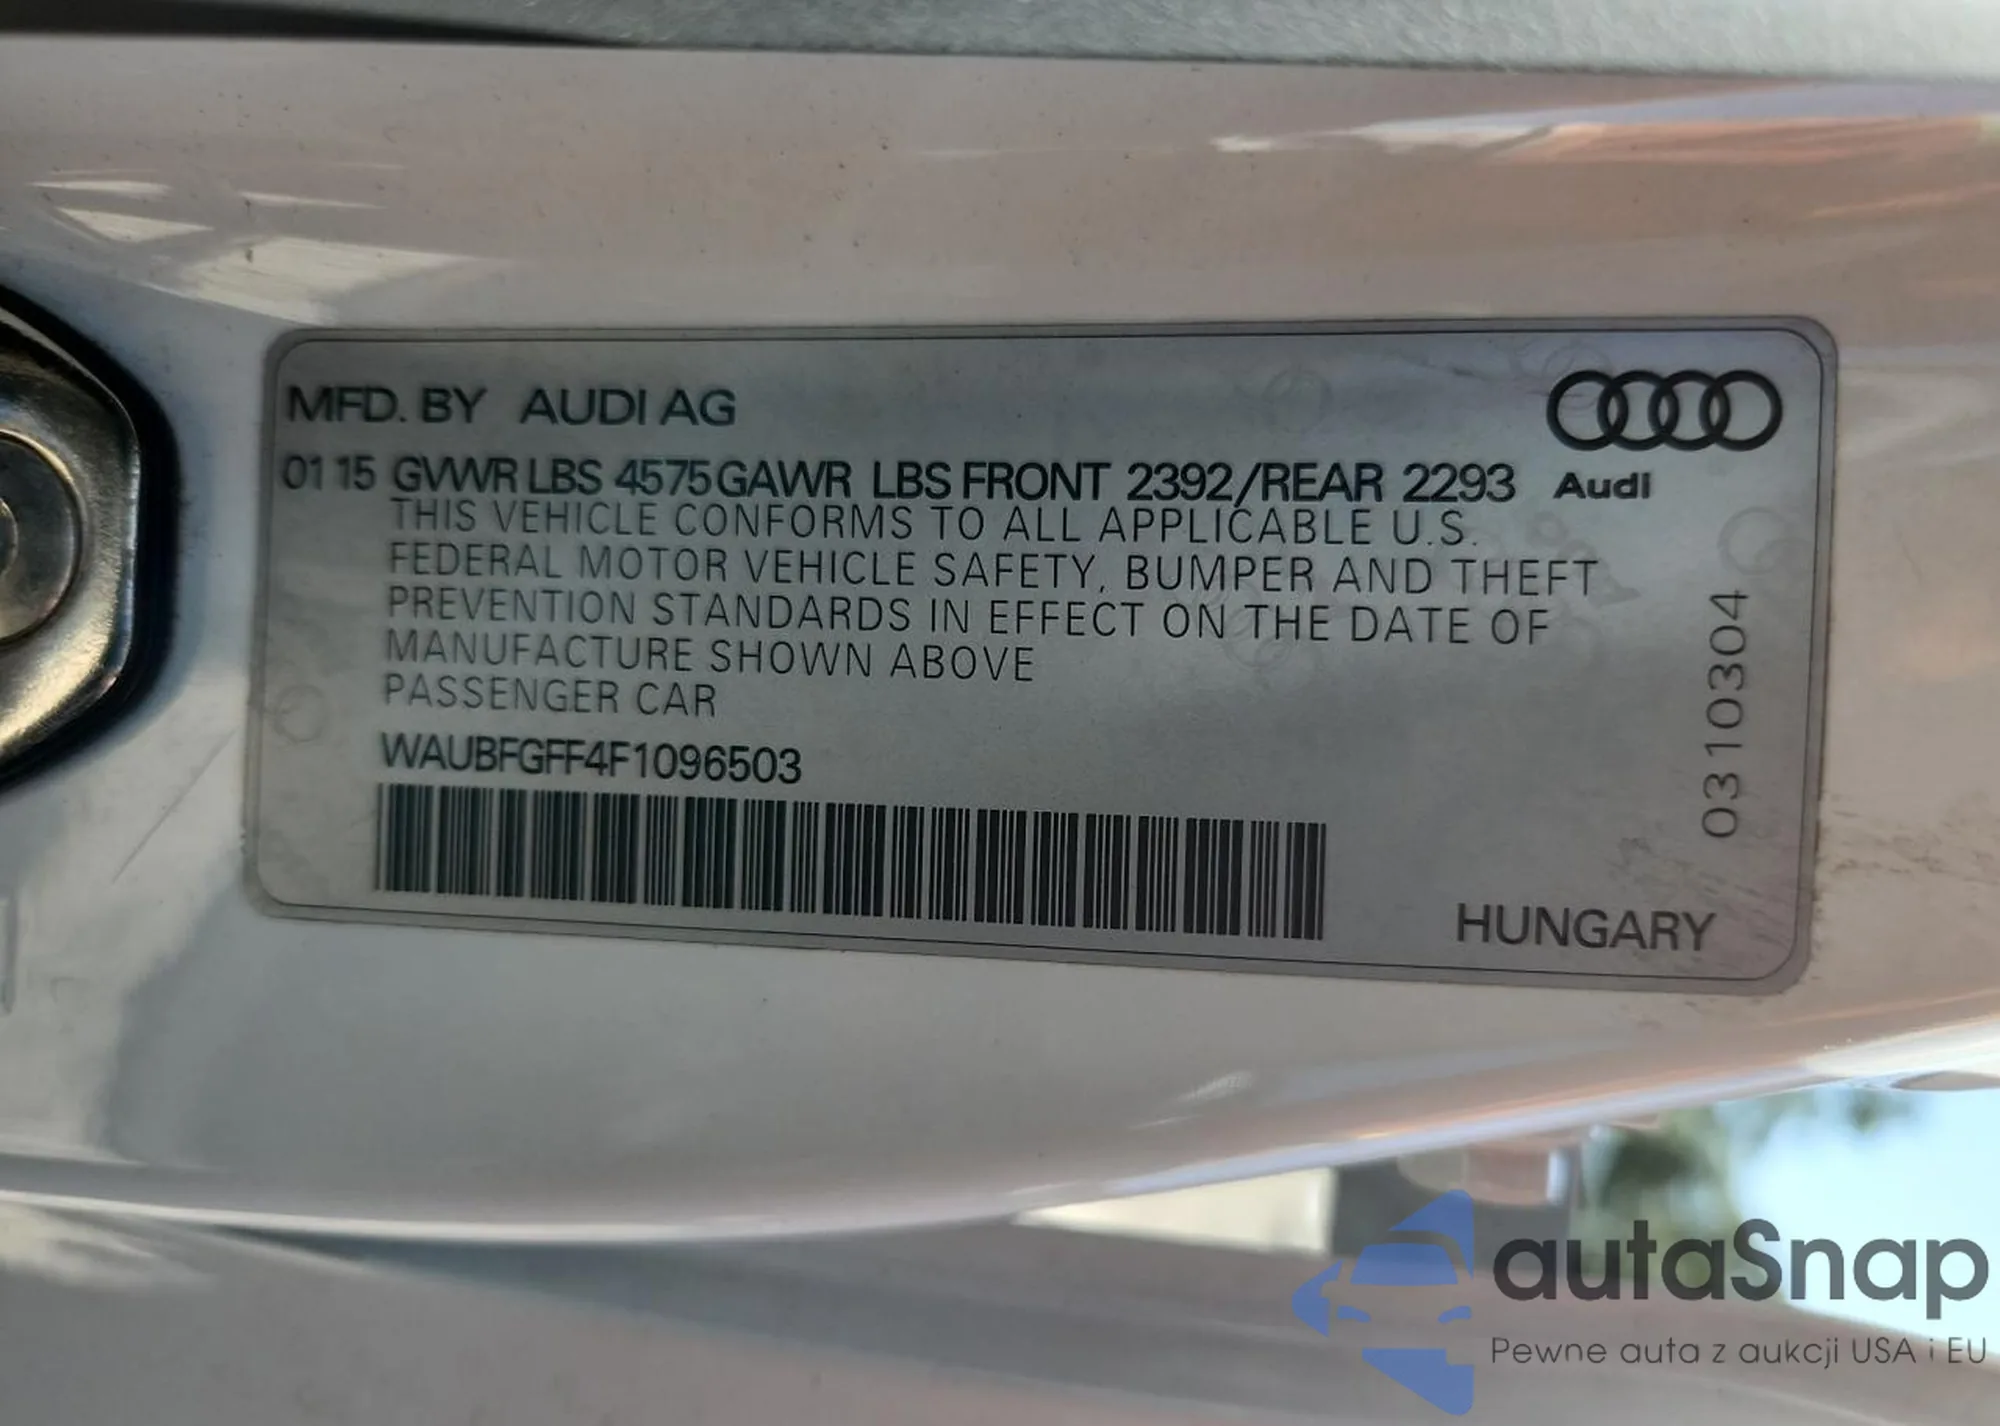 MFD. BY AUDI AG
01 15 GVWR LBS 4575 GAWR LBS FRONT 2392/REAR 2293
Audi
THIS VEHICLE CONFORMS TO ALL APPLICABLE U.S.
FEDERAL MOTOR VEHICLE SAFETY, BUMPER AND THEFT
PREVENTION STANDARDS IN EFFECT ON THE DATE OF
MANUFACTURE SHOWN ABOVE
PASSENGER CAR
WAUBFGFF4F1096503
0310304
HUNGARY
autaSnap
Pewne auta z aukcji USA i EU